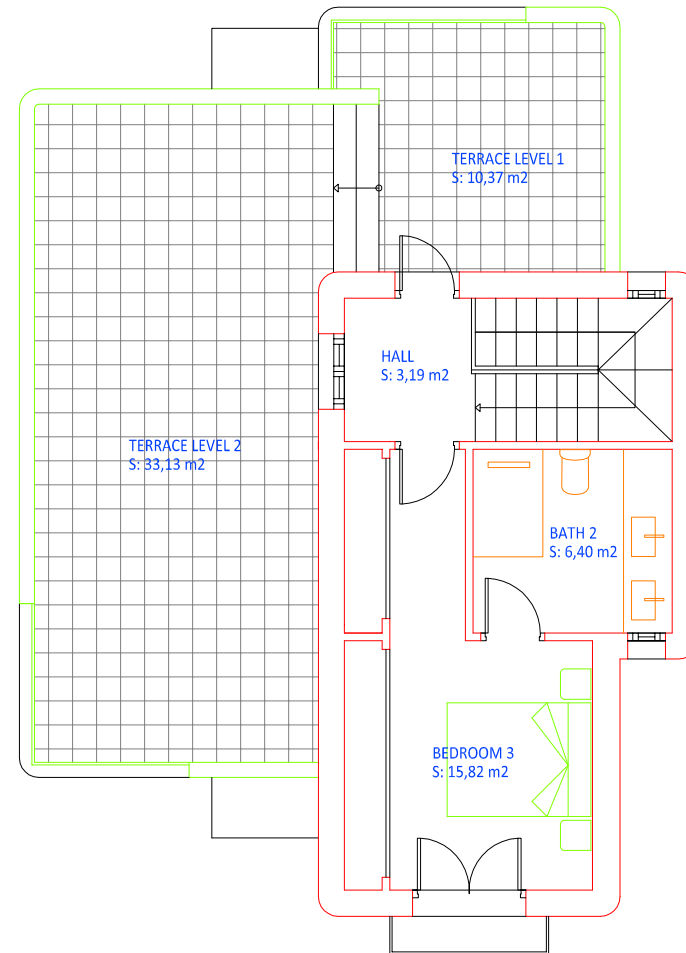 TERRACE LEVEL 1
S: 10,37 m2
HALL
S: 3,19 m2
TERRACE LEVEL 2
S: 33,13 m2
BATH 2
S: 6,40 m2
BEDROOM 3
S: 15,82 m2